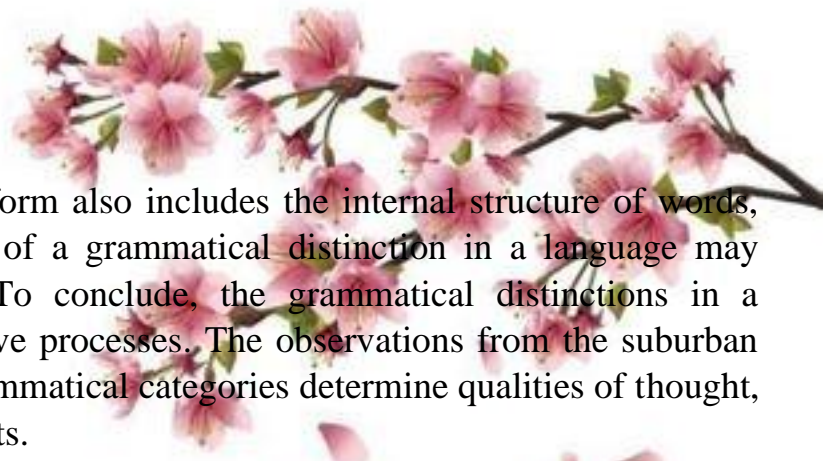 form also includes the internal structure of words,
of a grammatical distinction in a language may
To conclude, the grammatical distinctions in a
ve processes. The observations from the suburban
mmatical categories determine qualities of thought,
ts.